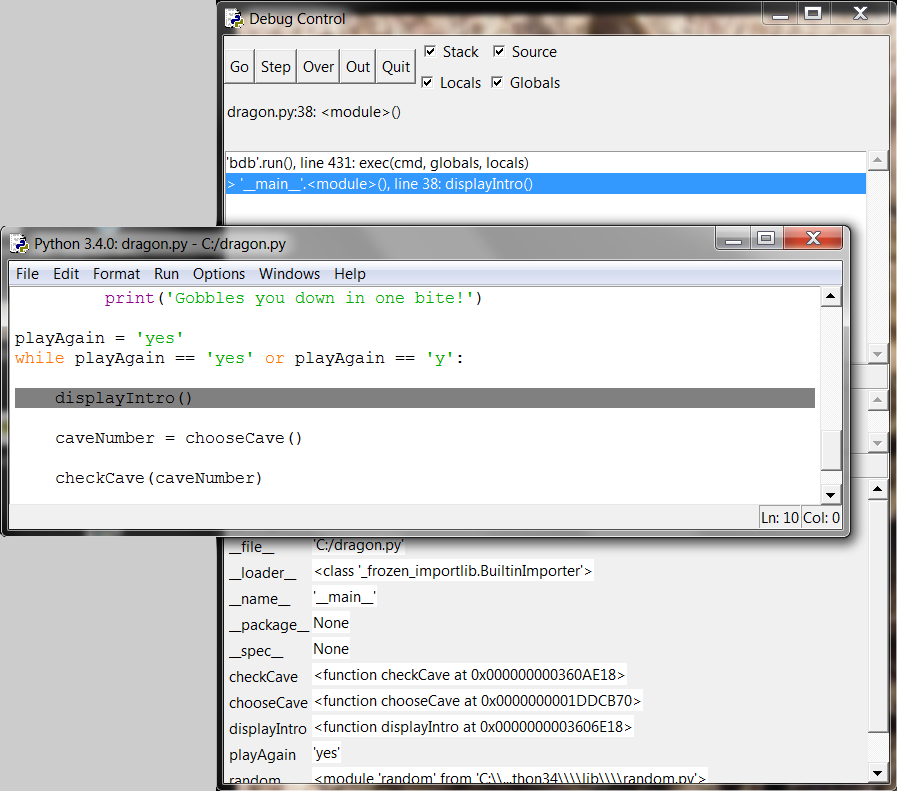 Debug Control
Go Step Over Out Quit
Stack Source
Locals Globals
dragon.py:38: <module>()
'bdb'.run(), line 431: exec(cmd, globals, locals)
> '__main__'.<module>(), line 38: displayIntro()
Python 3.4.0: dragon.py - C:/dragon.py
File Edit Format Run Options Windows Help
print('Gobbles you down in one bite!')
playAgain = 'yes'
while playAgain == 'yes' or playAgain == 'y':
displayIntro()
caveNumber = chooseCave()
checkCave(caveNumber)
Ln: 10 Col: 0
__file__ 'C:/dragon.py'
__loader__ <class '_frozen_importlib.BuiltinImporter'>
__name__ '__main__'
__package__ None
__spec__ None
checkCave <function checkCave at 0x000000000360AE18>
chooseCave <function chooseCave at 0x0000000001DDCB70>
displayIntro <function displayIntro at 0x0000000003606E18>
playAgain 'yes'
random <module 'random' from 'C:\\...thon34\\\\lib\\\\random.py'>